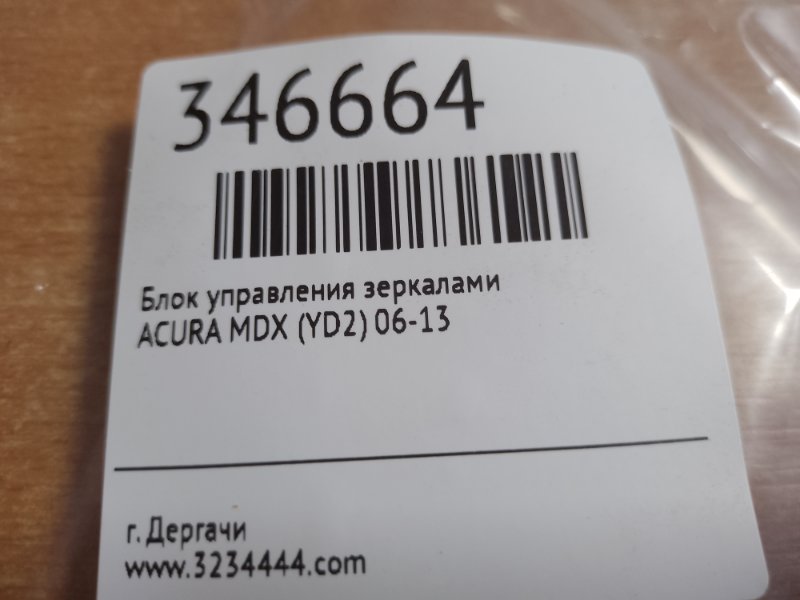 346664
Блок управления зеркалами
ACURA MDX (YD2) 06-13
г. Дергачи
www.3234444.com